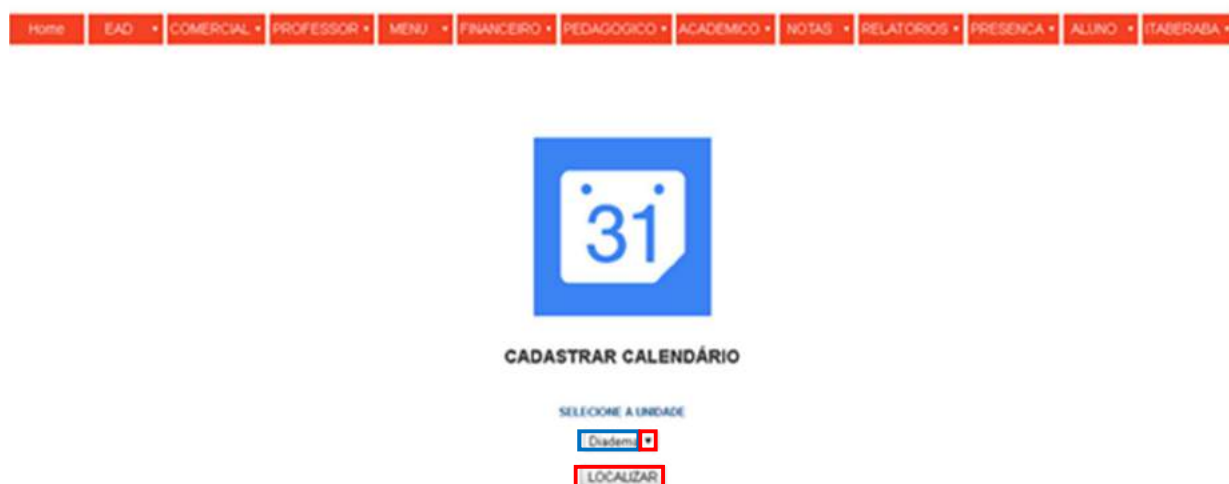 Home EAD COMERCIAL PROFESSOR MENU FINANCEIRO PEDAGOGICO ACADEMICO NOTAS RELATORIOS PRESENCA ALUNO ITABERABA
31
CADASTRAR CALENDÁRIO
SELECIONE A UNIDADE
Diadema
LOCALIZAR